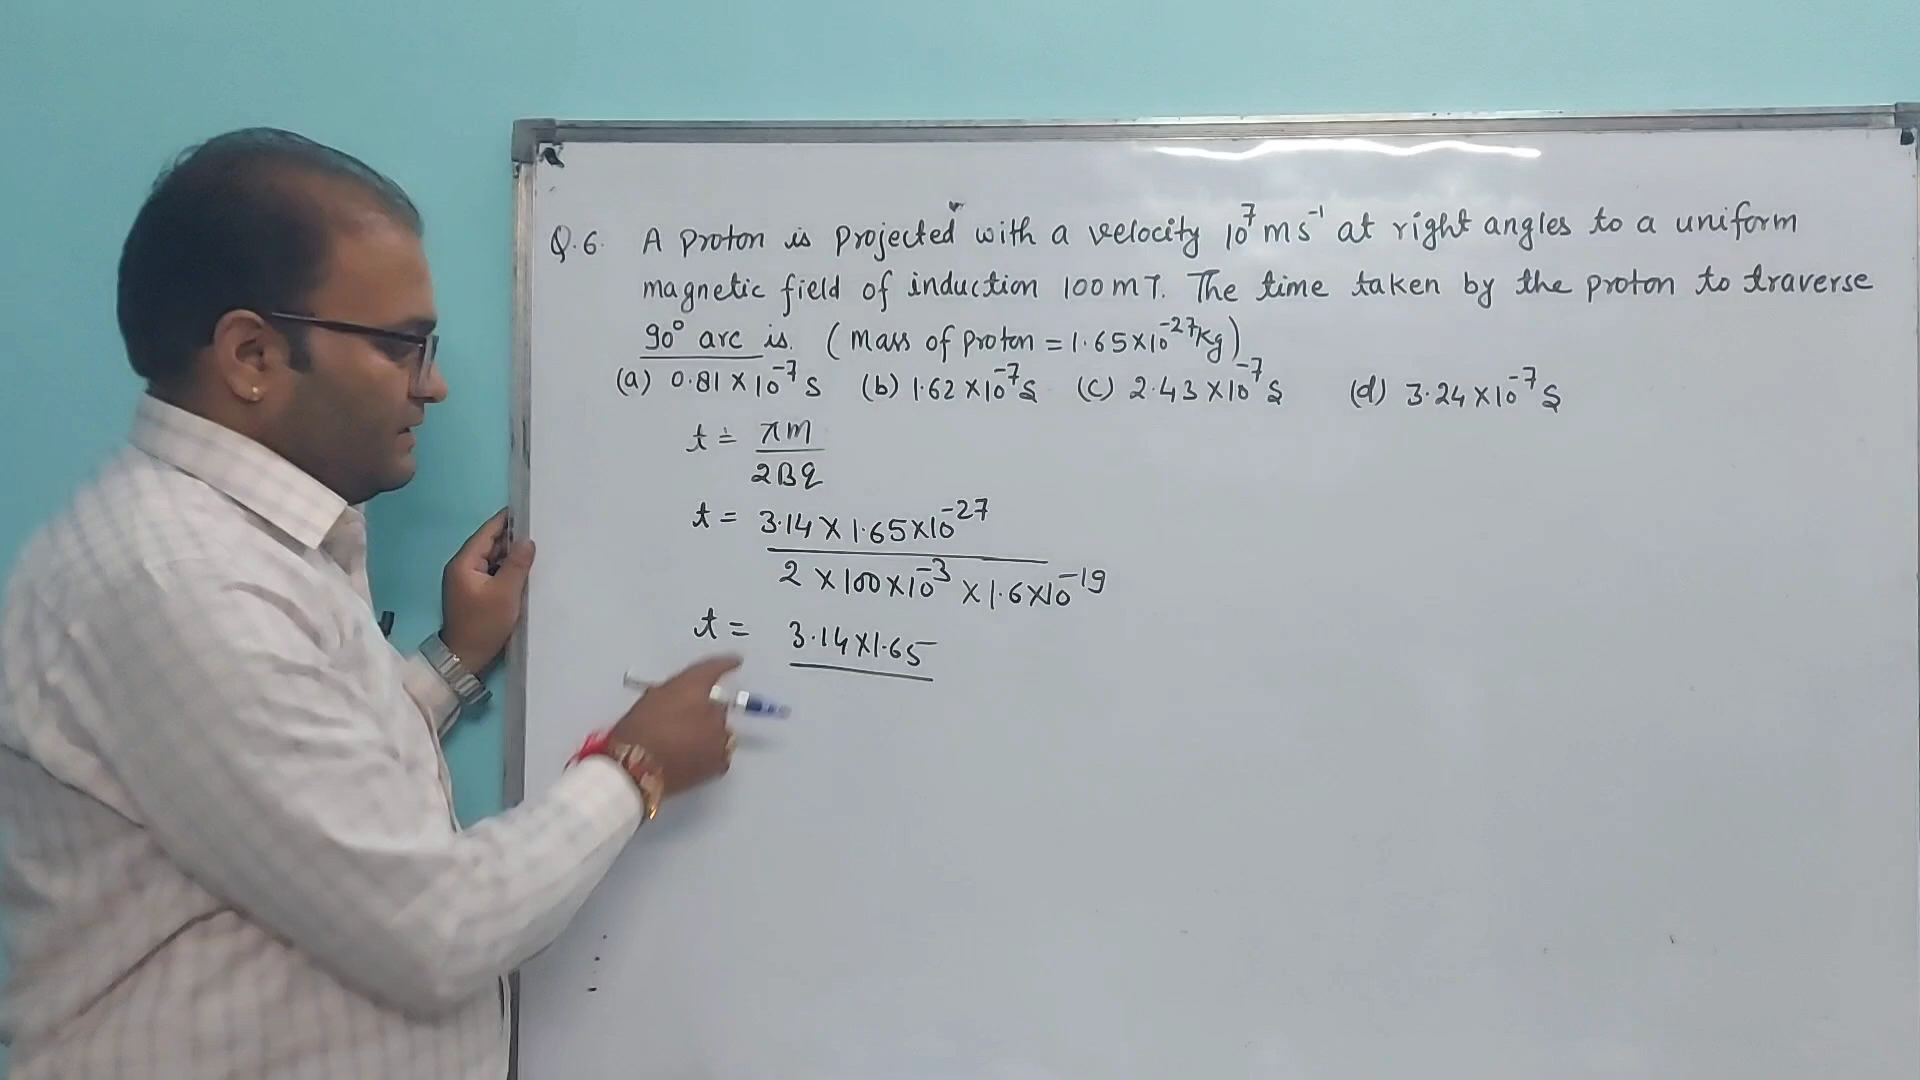 Q.6. A proton is projected with a velocity 10⁷ ms⁻¹ at right angles to a uniform
magnetic field of induction 100 mT. The time taken by the proton to traverse
90° arc is. (Mass of proton = 1.65×10⁻²⁷ Kg)
(a) 0.81 × 10⁻⁷ s (b) 1.62 × 10⁻⁷ s (c) 2.43 × 10⁻⁷ s (d) 3.24 × 10⁻⁷ s
t = πm
2Bq
t = 3.14 × 1.65×10⁻²⁷
2 × 100×10⁻³ × 1.6×10⁻¹⁹
t = 3.14×1.65